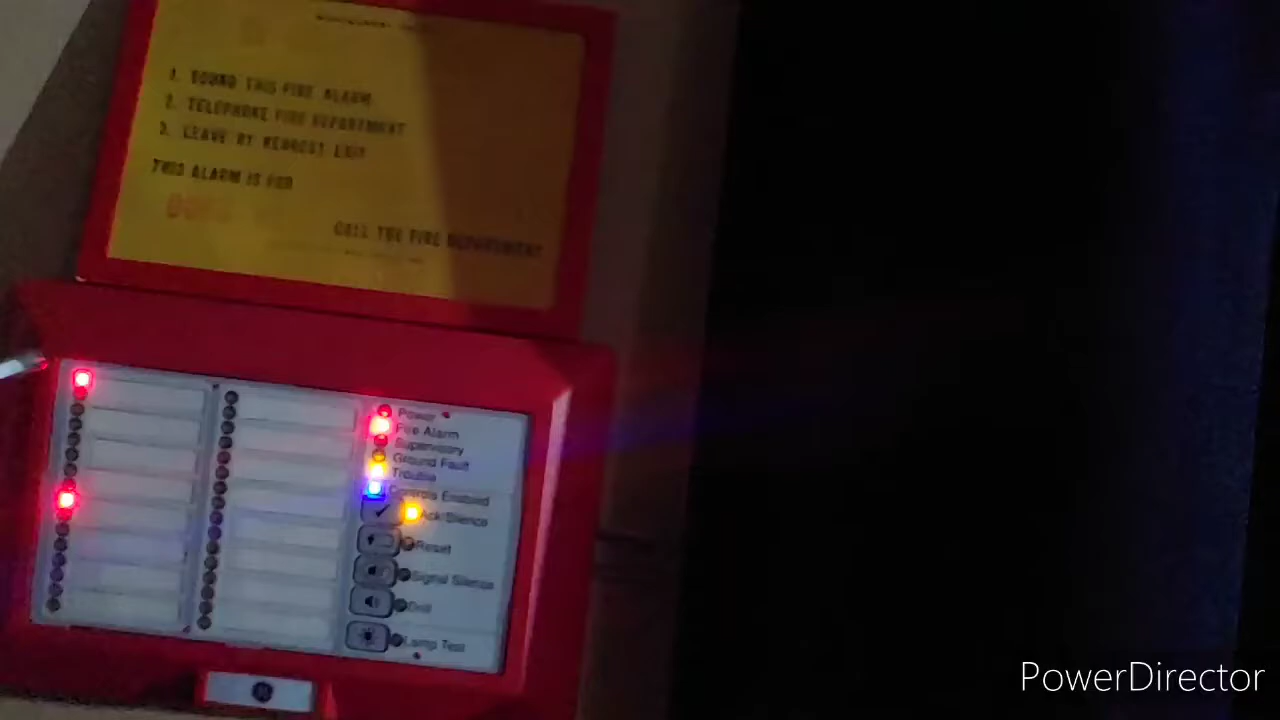 1. SOUND THIS FIRE ALARM
2. TELEPHONE FIRE DEPARTMENT
3. LEAVE BY NEAREST EXIT
THIS ALARM IS FOR
CALL THE FIRE DEPARTMENT
Power
Fire Alarm
Supervisory
Ground Fault
Trouble
Controls Enabled
Ack/Silence
Reset
Signal Silence
Drill
Lamp Test
PowerDirector